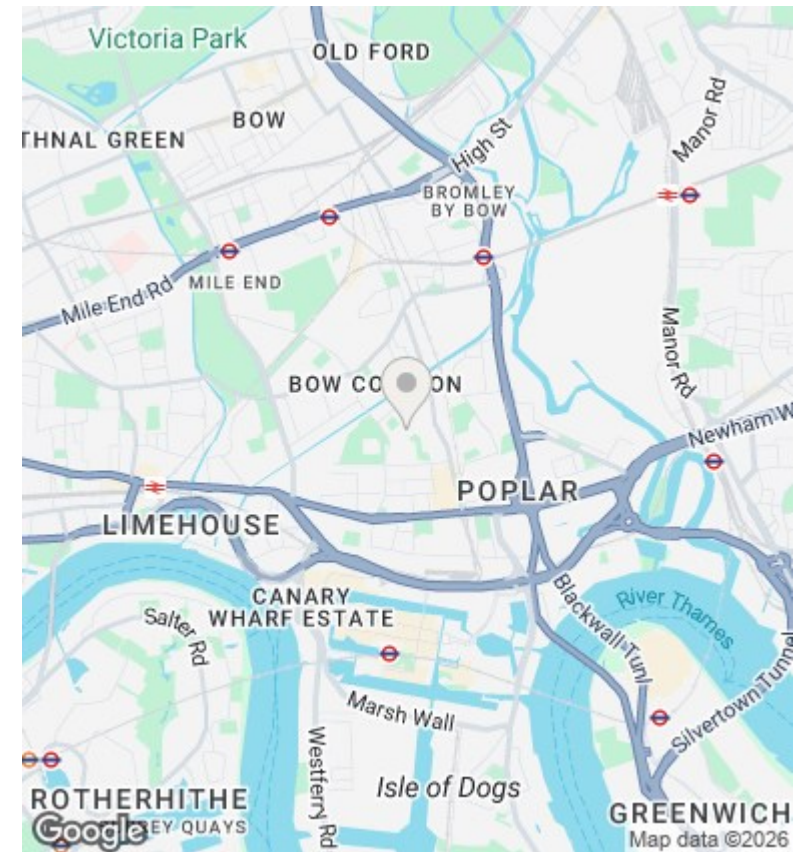 Victoria Park
OLD FORD
BOW
THNAL GREEN
High St
Manor Rd
BROMLEY
BY BOW
MILE END
Mile End Rd
Manor Rd
BOW CO ON
Newham W
POPLAR
LIMEHOUSE
CANARY
WHARF ESTATE
Blackwall Tunl
River Thames
Salter Rd
Silvertown Tunnel
Marsh Wall
Westferry Rd
Isle of Dogs
ROTHERHITHE
GREENWICH
Google
REY QUAYS
Map data ©2026